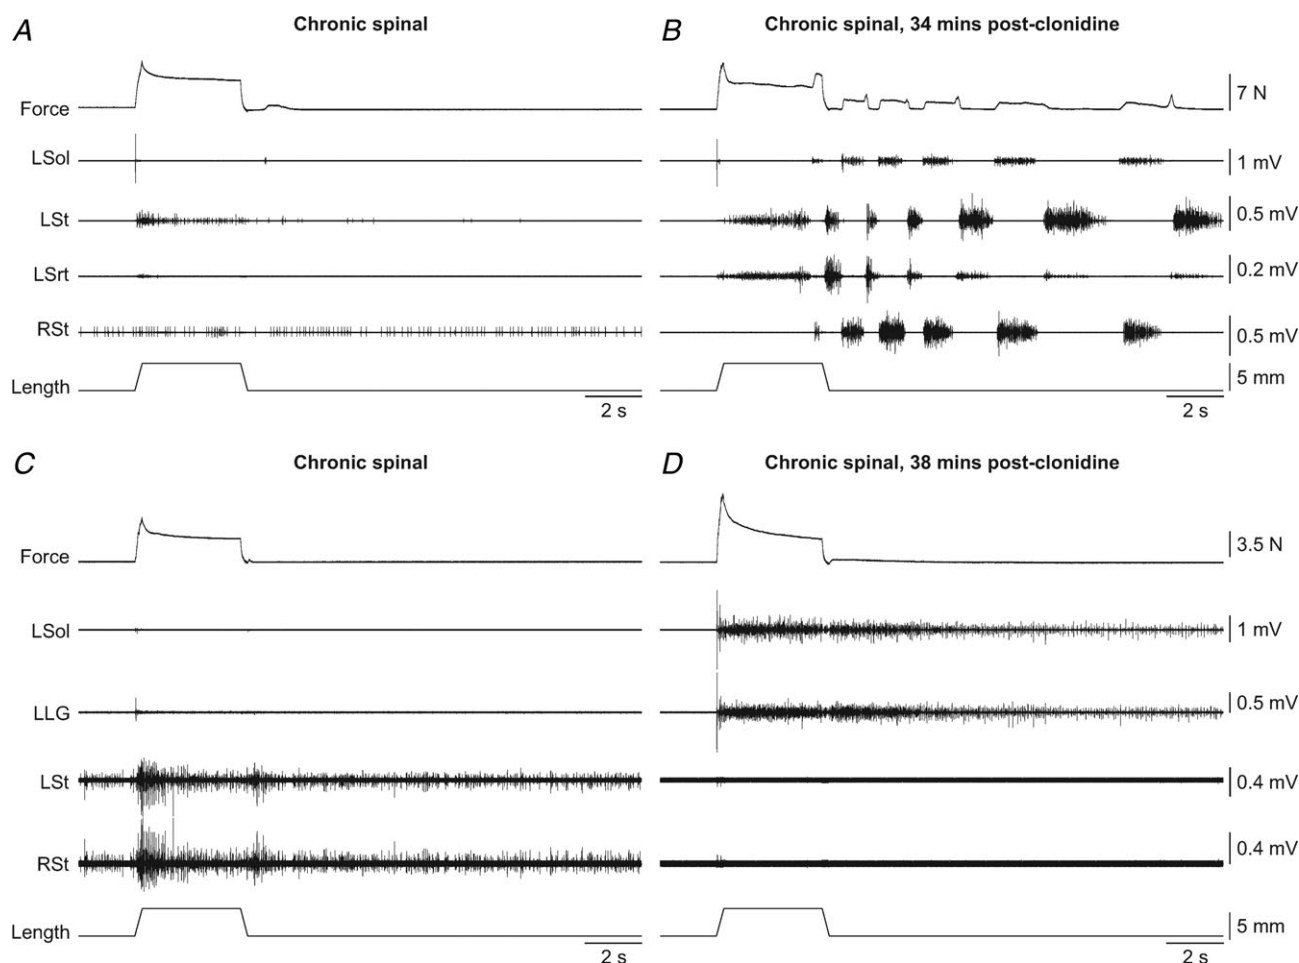 A
Chronic spinal
B
Chronic spinal, 34 mins post-clonidine
Force
7 N
LSol
1 mV
LSt
0.5 mV
LSrt
0.2 mV
RSt
0.5 mV
Length
5 mm
2 s
2 s
C
Chronic spinal
D
Chronic spinal, 38 mins post-clonidine
Force
3.5 N
LSol
1 mV
LLG
0.5 mV
LSt
0.4 mV
RSt
0.4 mV
Length
5 mm
2 s
2 s